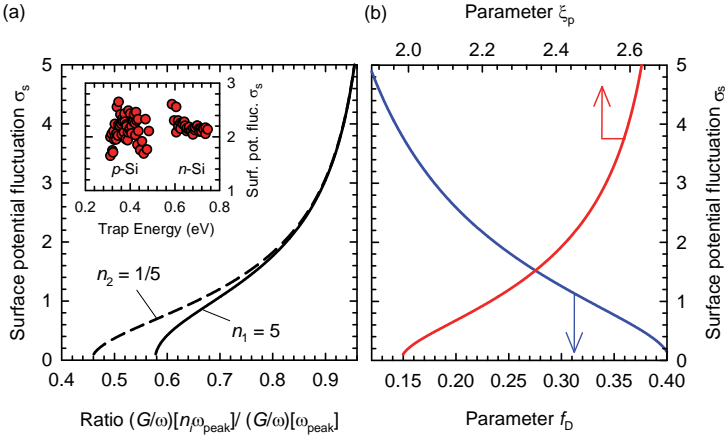 (a)
Surface potential fluctuation σs
5
4
3
2
1
0
0.4
0.5
0.6
0.7
0.8
0.9
Ratio (G/ω)[niωpeak]/ (G/ω)[ωpeak]
n2 = 1/5
n1 = 5
p-Si
n-Si
0.2
0.4
0.6
0.8
Trap Energy (eV)
3
2
1
Surf. pot fluc. σs
(b)
Parameter ξp
2.0
2.2
2.4
2.6
5
4
3
2
1
0
Surface potential fluctuation σs
0.15
0.20
0.25
0.30
0.35
0.40
Parameter fD